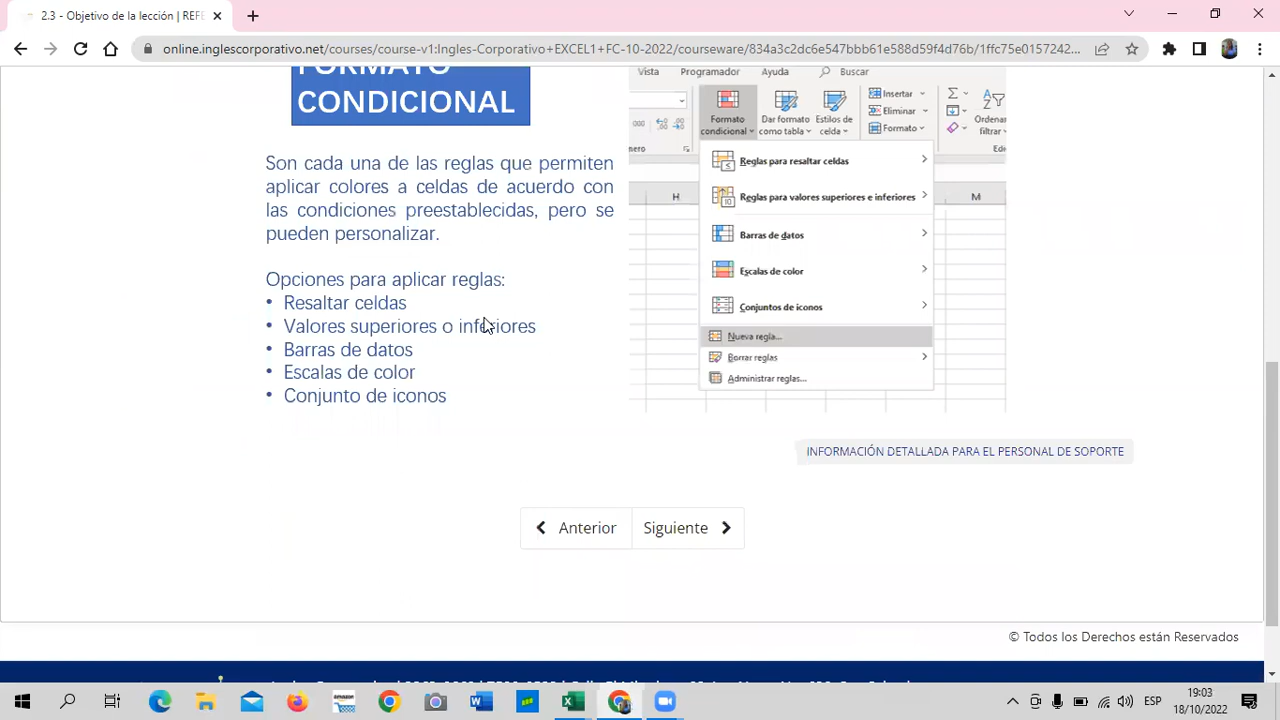 2.3 - Objetivo de la lección | REFE
online.inglescorporativo.net/courses/course-v1:Ingles-Corporativo+EXCEL1+FC-10-2022/courseware/834a3c2dc6e547bbb61e588d59f4d76b/1ffc75e0157242...
FORMATO
CONDICIONAL
Son cada una de las reglas que permiten
aplicar colores a celdas de acuerdo con
las condiciones preestablecidas, pero se
pueden personalizar.
Opciones para aplicar reglas:
• Resaltar celdas
• Valores superiores o inferiores
• Barras de datos
• Escalas de color
• Conjunto de iconos
Vista Programador Ayuda Buscar
Formato
condicional
Dar formato
como tabla
Estilos de
celda
Insertar
Eliminar
Formato
Ordenar
filtrar
Reglas para resaltar celdas
Reglas para valores superiores e inferiores
Barras de datos
Escalas de color
Conjuntos de iconos
Nueva regla...
Borrar reglas
Administrar reglas...
H
M
INFORMACIÓN DETALLADA PARA EL PERSONAL DE SOPORTE
Anterior
Siguiente
© Todos los Derechos están Reservados
ESP
19:03
18/10/2022